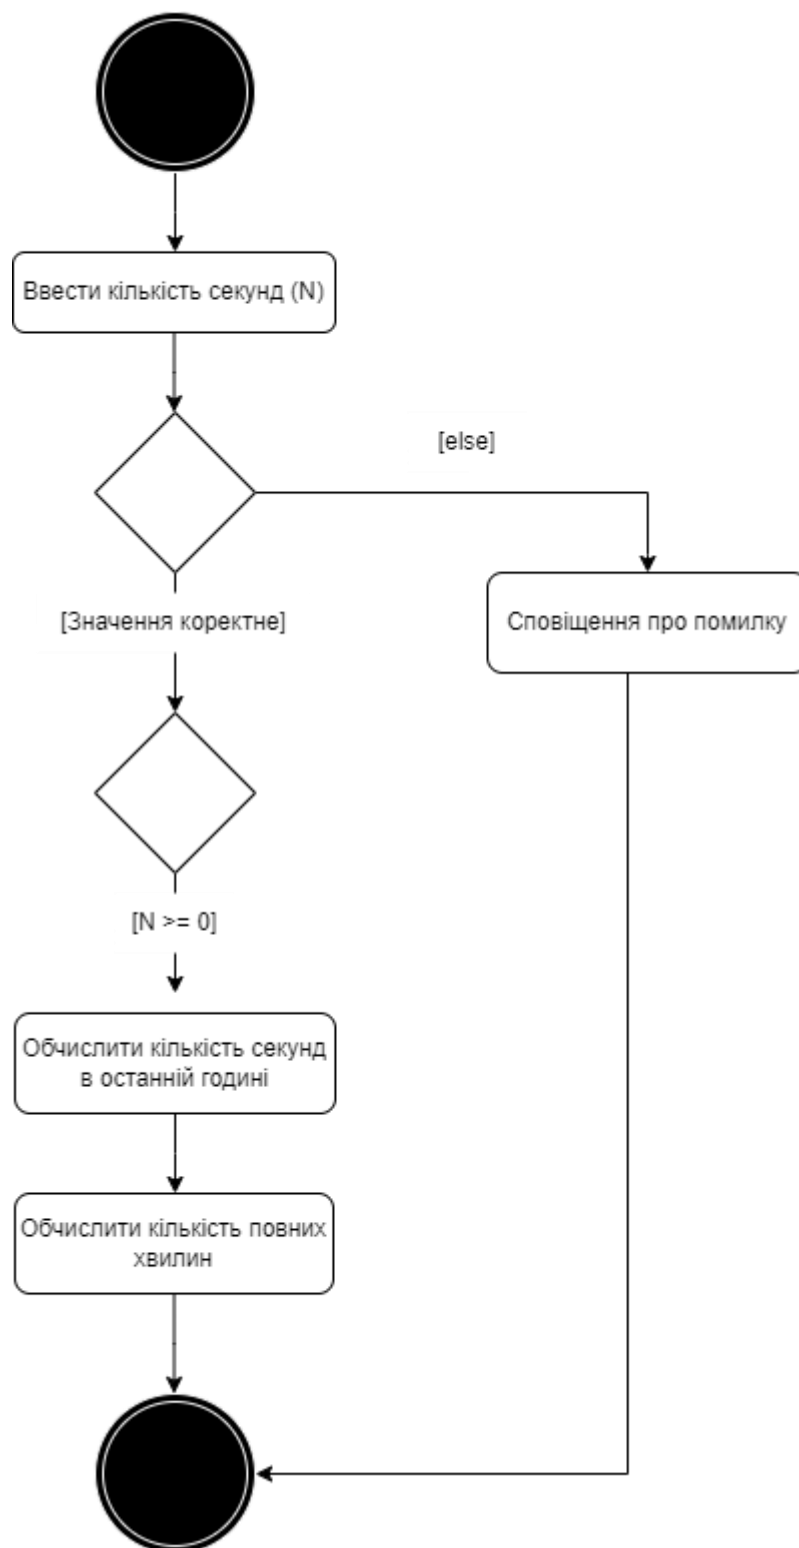 Ввести кількість секунд (N)
[else]
[Значення коректне]
Сповіщення про помилку
[N >= 0]
Обчислити кількість секунд
в останній годині
Обчислити кількість повних
хвилин